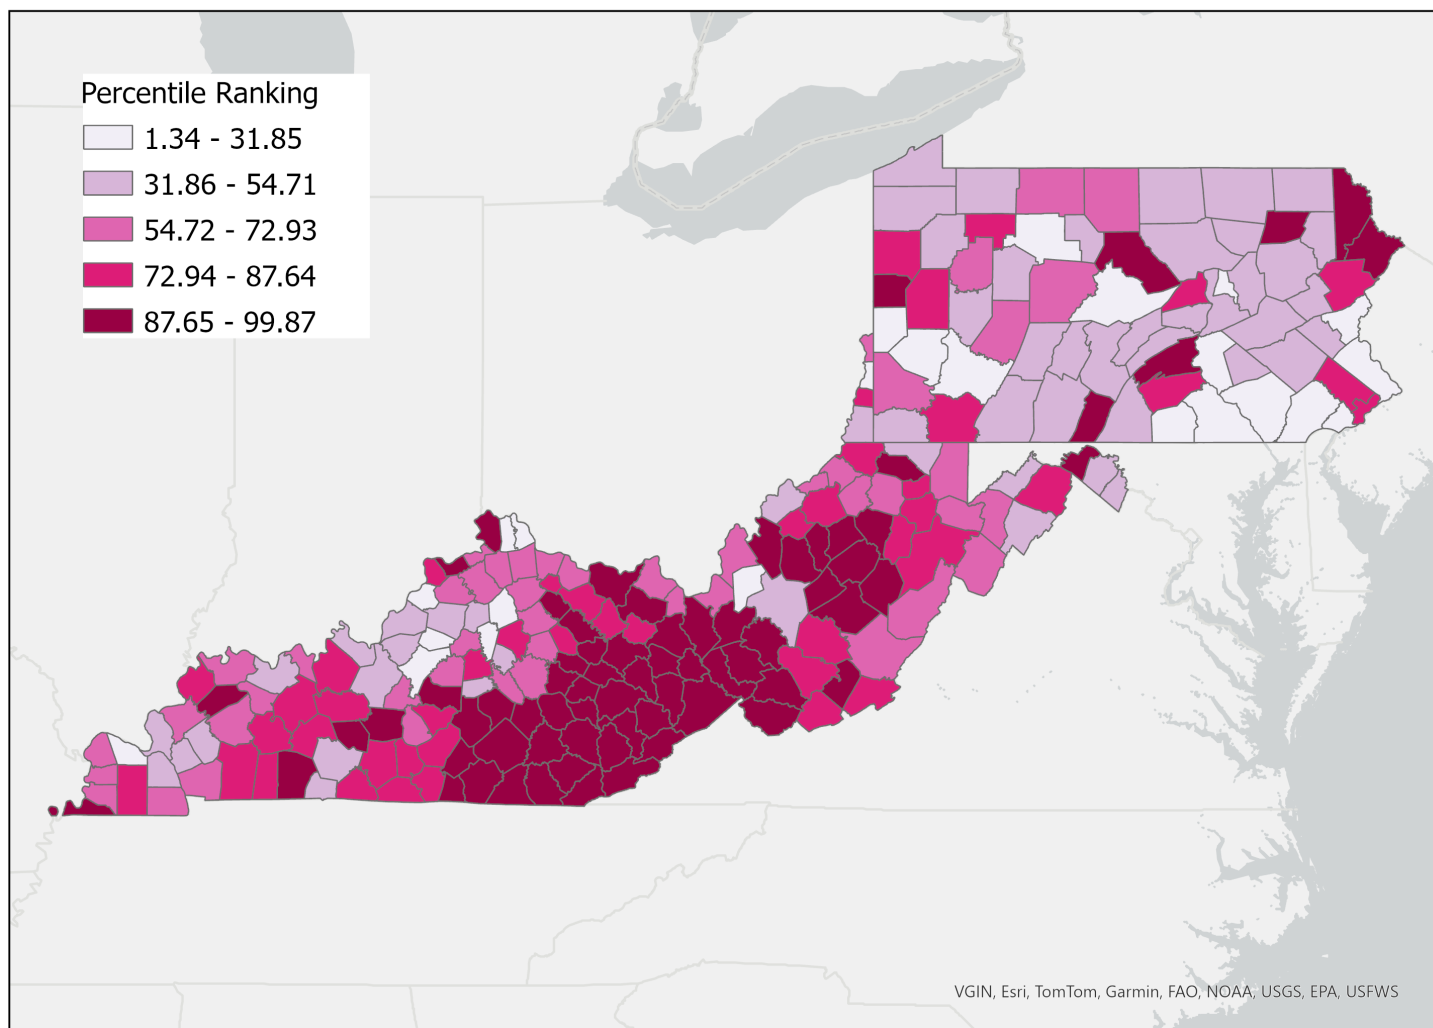 Percentile Ranking
1.34 - 31.85
31.86 - 54.71
54.72 - 72.93
72.94 - 87.64
87.65 - 99.87
VGIN, Esri, TomTom, Garmin, FAO, NOAA, USGS, EPA, USFWS